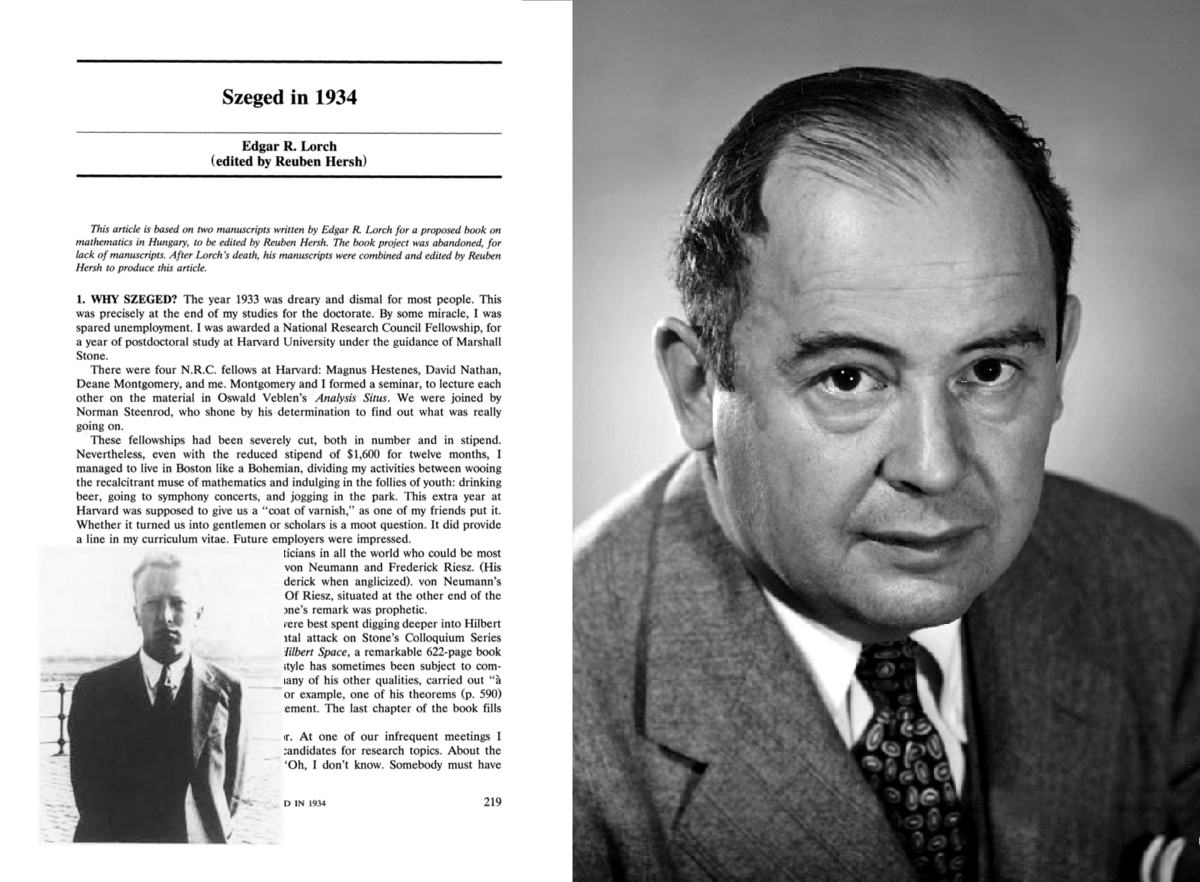 Szeged in 1934
Edgar R. Lorch
(edited by Reuben Hersh)
This article is based on two manuscripts written by Edgar R. Lorch for a proposed book on
mathematics in Hungary, to be edited by Reuben Hersh. The book project was abandoned, for
lack of manuscripts. After Lorch's death, his manuscripts were combined and edited by Reuben
Hersh to produce this article.
1. WHY SZEGED? The year 1933 was dreary and dismal for most people. This
was precisely at the end of my studies for the doctorate. By some miracle, I was
spared unemployment. I was awarded a National Research Council Fellowship, for
a year of postdoctoral study at Harvard University under the guidance of Marshall
Stone.
There were four N.R.C. fellows at Harvard: Magnus Hestenes, David Nathan,
Deane Montgomery, and me. Montgomery and I formed a seminar, to lecture each
other on the material in Oswald Veblen's Analysis Situs. We were joined by
Norman Steenrod, who shone by his determination to find out what was really
going on.
These fellowships had been severely cut, both in number and in stipend.
Nevertheless, even with the reduced stipend of $1,600 for twelve months, I
managed to live in Boston like a Bohemian, dividing my activities between wooing
the recalcitrant muse of mathematics and indulging in the follies of youth: drinking
beer, going to symphony concerts, and jogging in the park. This extra year at
Harvard was supposed to give us a “coat of varnish,” as one of my friends put it.
Whether it turned us into gentlemen or scholars is a moot question. It did provide
a line in my curriculum vitae. Future employers were impressed.
ticians in all the world who could be most
von Neumann and Frederick Riesz. (His
derick when anglicized). von Neumann's
Of Riesz, situated at the other end of the
one's remark was prophetic.
were best spent digging deeper into Hilbert
ntal attack on Stone's Colloquium Series
Hilbert Space, a remarkable 622-page book
style has sometimes been subject to com-
many of his other qualities, carried out “à
or example, one of his theorems (p. 590)
ement. The last chapter of the book fills
r. At one of our infrequent meetings I
candidates for research topics. About the
‘Oh, I don't know. Somebody must have
D IN 1934
219